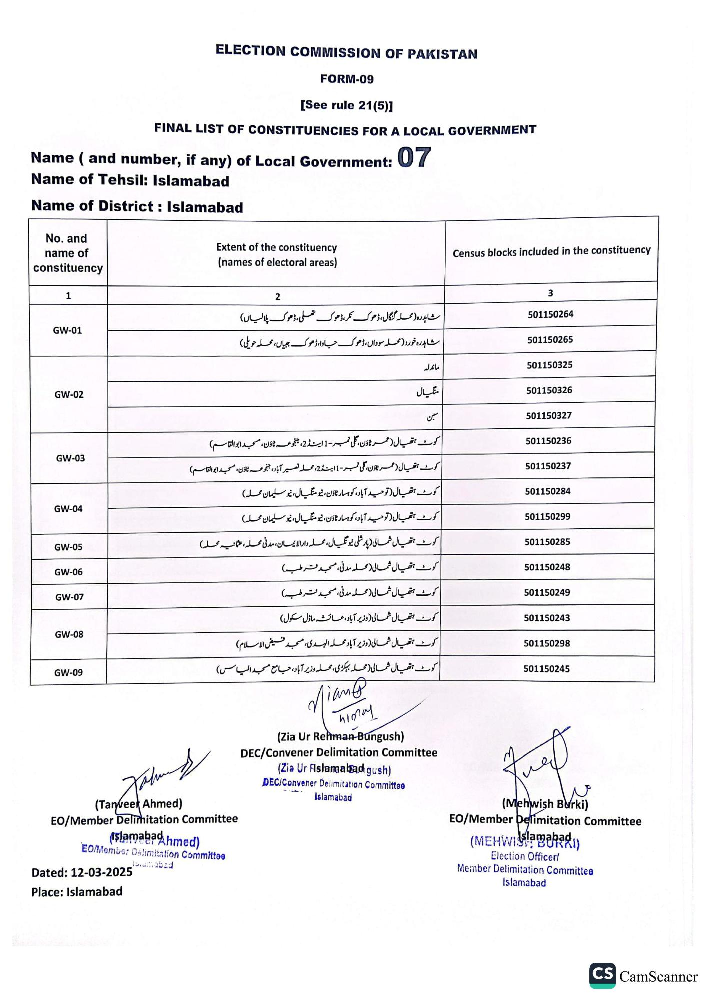 ELECTION COMMISSION OF PAKISTAN
FORM-09
[See rule 21(5)]
FINAL LIST OF CONSTITUENCIES FOR A LOCAL GOVERNMENT
Name ( and number, if any) of Local Government: 07
Name of Tehsil: Islamabad
Name of District : Islamabad
No. and name of constituency
Extent of the constituency (names of electoral areas)
Census blocks included in the constituency
1 2 3
GW-01
شاہدرہ(محلہ گنگال، ڈھوک نکر، ڈھوک تھلی، ڈھوک پلالیاں) 501150264
شاہدرہ خورد(محلہ سوداں، ڈھوک جاوا، ڈھوک جبیاں، محلہ حویلی) 501150265
GW-02
ماندلہ 501150325
منگیال 501150326
سبن 501150327
GW-03
کوٹ ہتھیال(عمر ٹاؤن، گلی نمبر-1اینڈ2، جنجوعہ ٹاؤن، مسجد ابوالقاسم) 501150236
کوٹ ہتھیال(عمر ٹاؤن، گلی نمبر-1اینڈ2، محلہ نصیر آباد، جنجوعہ ٹاؤن، مسجد ابوالقاسم) 501150237
GW-04
کوٹ ہتھیال(توحید آباد، کوہسار ٹاؤن، نیو منگیال، نیو سلیمان محلہ) 501150284
کوٹ ہتھیال(توحید آباد، کوہسار ٹاؤن، نیو منگیال، نیو سلیمان محلہ) 501150299
GW-05 کوٹ ہتھیال شمالی(پارشلی نیو نگیال، محلہ دارالایمان، مدنی محلہ، عثمانیہ محلہ) 501150285
GW-06 کوٹ ہتھیال شمالی(محلہ مدنی، مسجد قرطبہ) 501150248
GW-07 کوٹ ہتھیال شمالی(محلہ مدنی، مسجد قرطبہ) 501150249
GW-08
کوٹ ہتھیال شمالی(وزیر آباد، عائشہ ماڈل سکول) 501150243
کوٹ ہتھیال شمالی(وزیر آباد محلہ الہدی، مسجد فیض الاسلام) 501150298
GW-09 کوٹ ہتھیال شمالی(محلہ بہکڑی، محلہ وزیر آباد، جامع مسجد الیاس) 501150245
(Zia Ur Rehman Bungush)
DEC/Convener Delimitation Committee
Islamabad
(Zia Ur Rehman Bungush)
DEC/Convener Delimitation Committee
Islamabad
(Tanveer Ahmed)
EO/Member Delimitation Committee
Islamabad
(Tanveer Ahmed)
EO/Member Delimitation Committee
Islamabad
(Mehwish Burki)
EO/Member Delimitation Committee
Islamabad
(MEHWISH BURKI)
Election Officer/
Member Delimitation Committee
Islamabad
Dated: 12-03-2025
Place: Islamabad
CS CamScanner